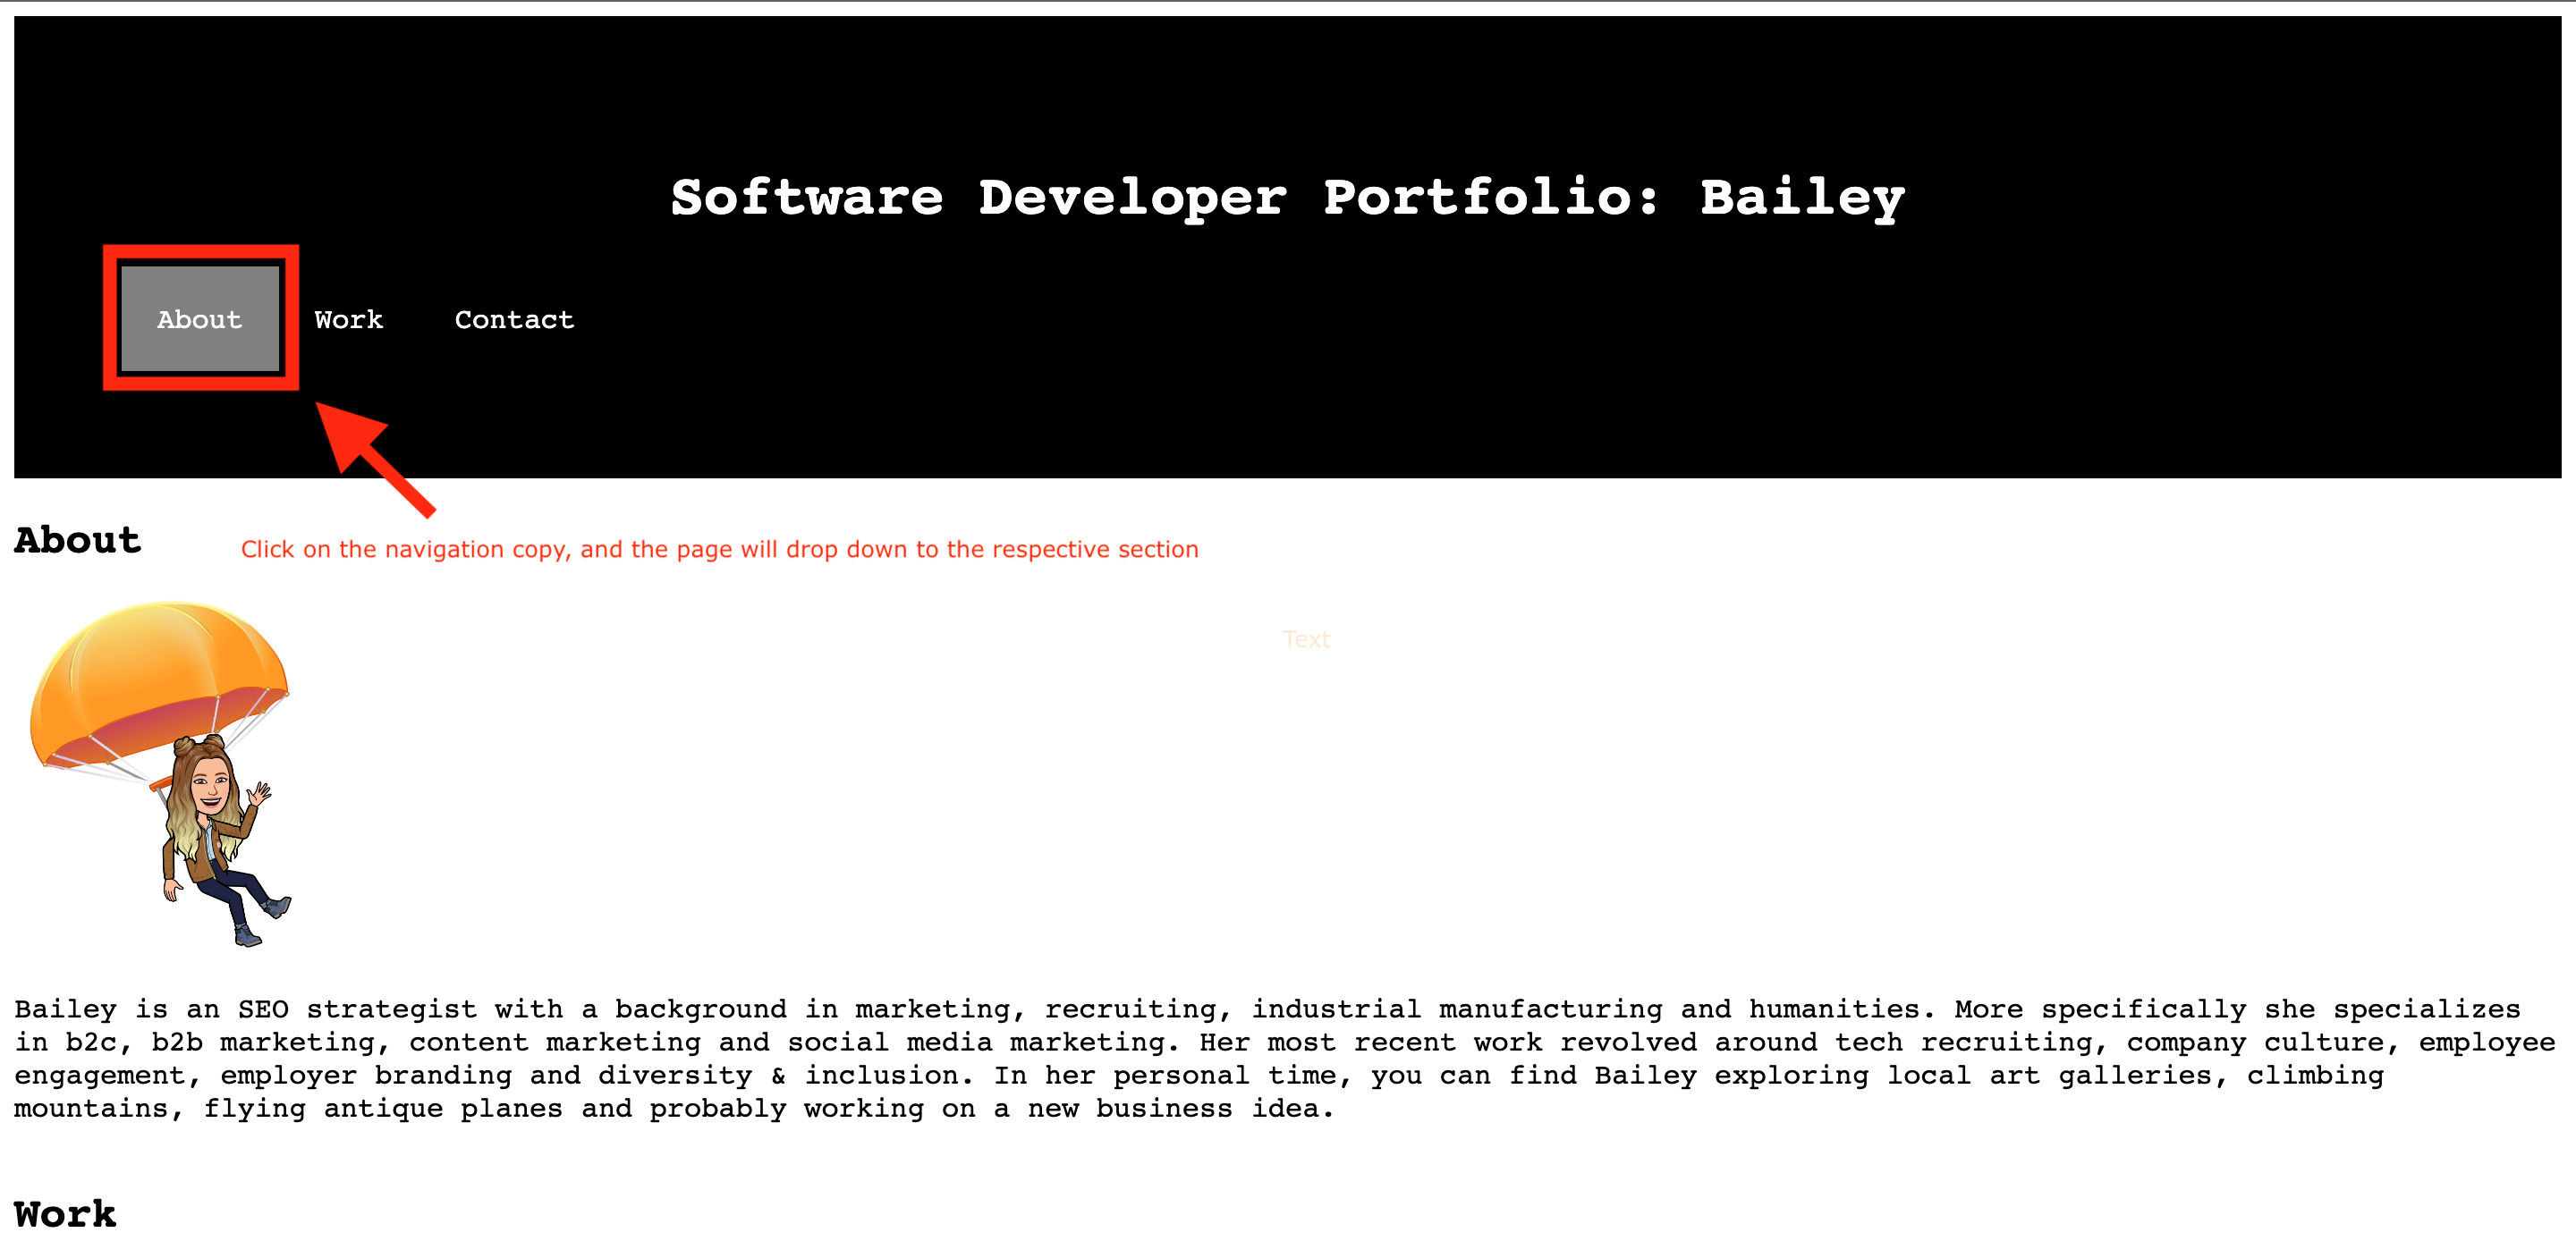 Software Developer Portfolio: Bailey
About Work Contact
About
Click on the navigation copy, and the page will drop down to the respective section
Text
Bailey is an SEO strategist with a background in marketing, recruiting, industrial manufacturing and humanities. More specifically she specializes
in b2c, b2b marketing, content marketing and social media marketing. Her most recent work revolved around tech recruiting, company culture, employee
engagement, employer branding and diversity & inclusion. In her personal time, you can find Bailey exploring local art galleries, climbing
mountains, flying antique planes and probably working on a new business idea.
Work